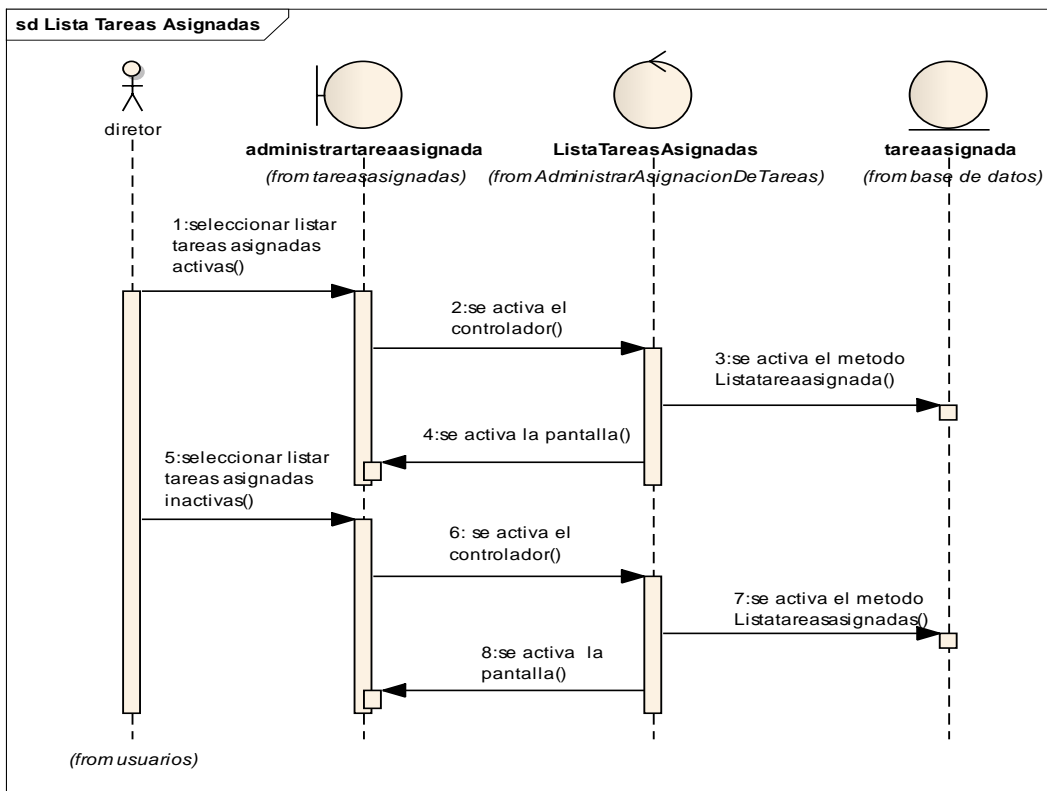 sd Lista Tareas Asignadas
diretor
administrartareaasignada
(from tareasasignadas)
ListaTareasAsignadas
(from AdministrarAsignacionDeTareas)
tareaasignada
(from base de datos)
1:seleccionar listar
tareas asignadas
activas()
2:se activa el
controlador()
3:se activa el metodo
Listatareaasignada()
4:se activa la pantalla()
5:seleccionar listar
tareas asignadas
inactivas()
6: se activa el
controlador()
7:se activa el metodo
Listatareasasignadas()
8:se activa la
pantalla()
(from usuarios)